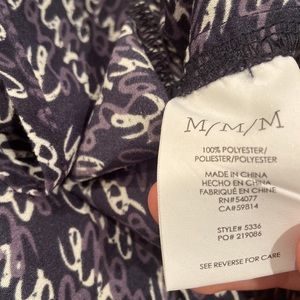 M/M/M
100% POLYESTER/
POLIESTER/POLYESTER
MADE IN CHINA
HECHO EN CHINA
FABRIQUÉ EN CHINA
RN#54077
CA#59814
STYLE# 5336
PO# 219086
SEE REVERSE FOR CARE